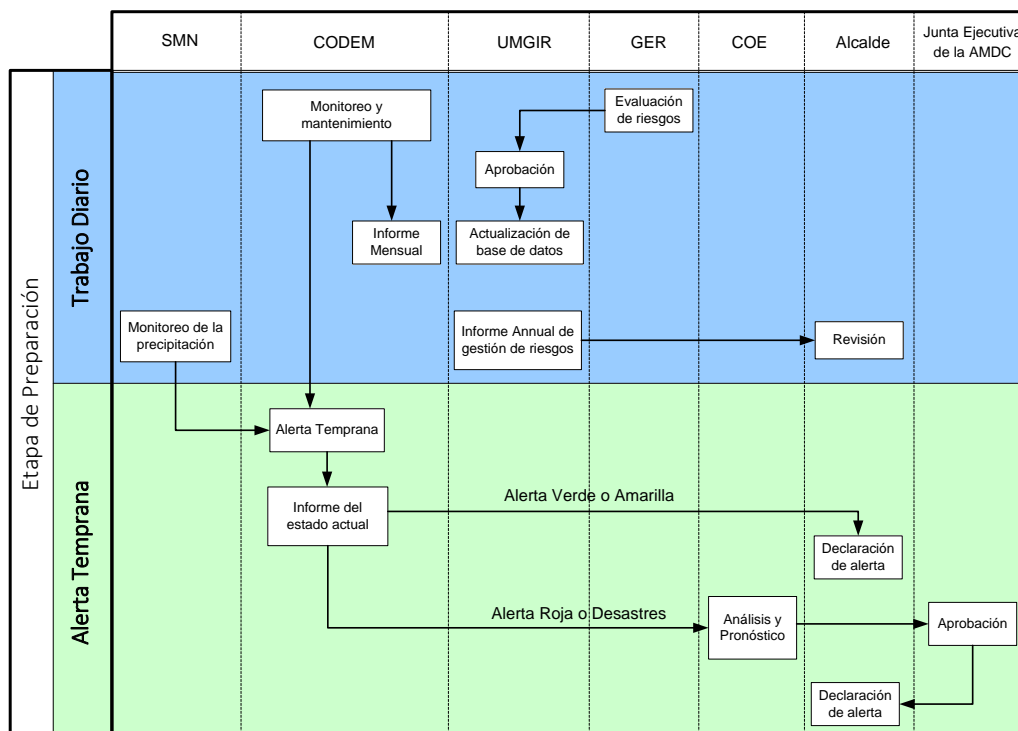 SMN
CODEM
UMGIR
GER
COE
Alcalde
Junta Ejecutiva
de la AMDC
Etapa de Preparación
Trabajo Diario
Monitoreo y
mantenimiento
Evaluación
de riesgos
Aprobación
Informe
Mensual
Actualización de
base de datos
Monitoreo de la
precipitación
Informe Annual de
gestión de riesgos
Revisión
Alerta Temprana
Alerta Temprana
Informe del
estado actual
Alerta Verde o Amarilla
Declaración
de alerta
Alerta Roja o Desastres
Análisis y
Pronóstico
Aprobación
Declaración
de alerta